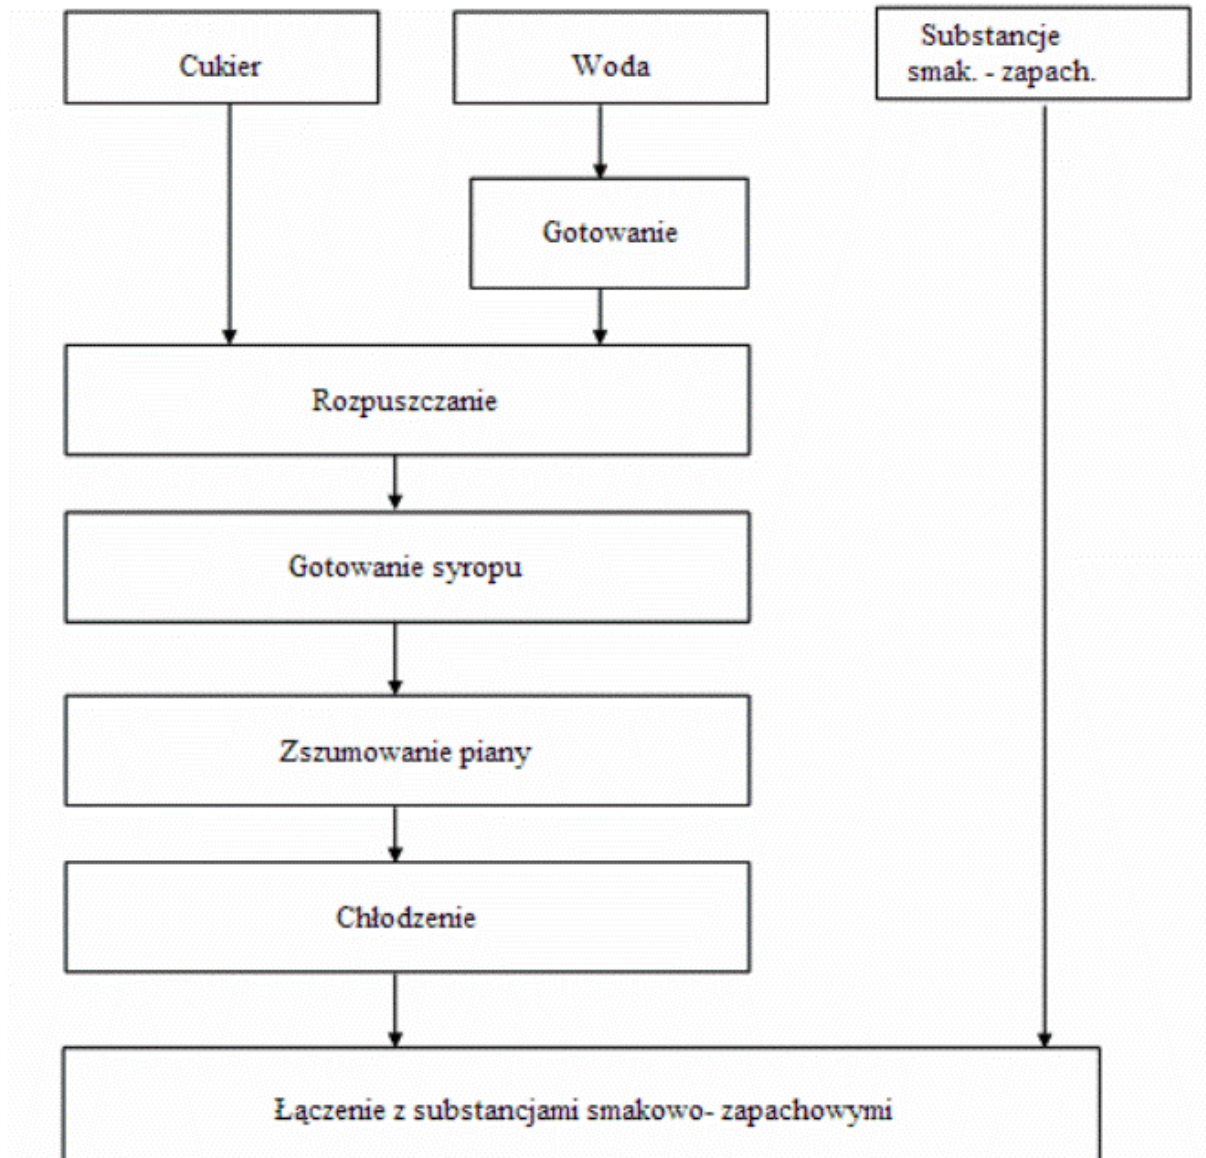 Cukier
Woda
Substancje
smak. - zapach.
Gotowanie
Rozpuszczanie
Gotowanie syropu
Zszumowanie piany
Chłodzenie
Łączenie z substancjami smakowo- zapachowymi